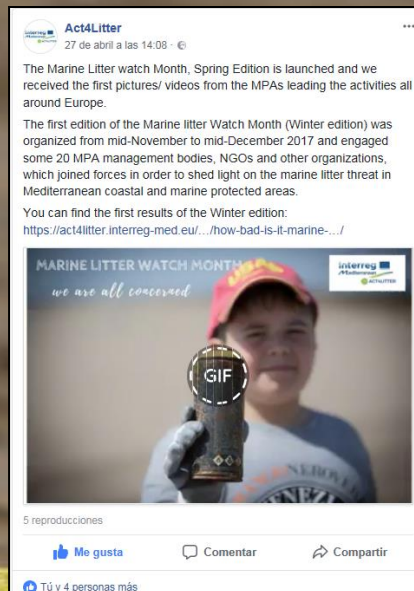 Act4Litter
27 de abril a las 14:08 ·
The Marine Litter watch Month, Spring Edition is launched and we
received the first pictures/ videos from the MPAs leading the activities all
around Europe.
The first edition of the Marine litter Watch Month (Winter edition) was
organized from mid-November to mid-December 2017 and engaged
some 20 MPA management bodies, NGOs and other organizations,
which joined forces in order to shed light on the marine litter threat in
Mediterranean coastal and marine protected areas.
You can find the first results of the Winter edition:
https://act4litter.interreg-med.eu/…/how-bad-is-it-marine-…/
MARINE LITTER WATCH MONTH
we are all concerned
Interreg
Mediterranean
ACT4LITTER
GIF
5 reproducciones
Me gusta
Comentar
Compartir
Tú y 4 personas más